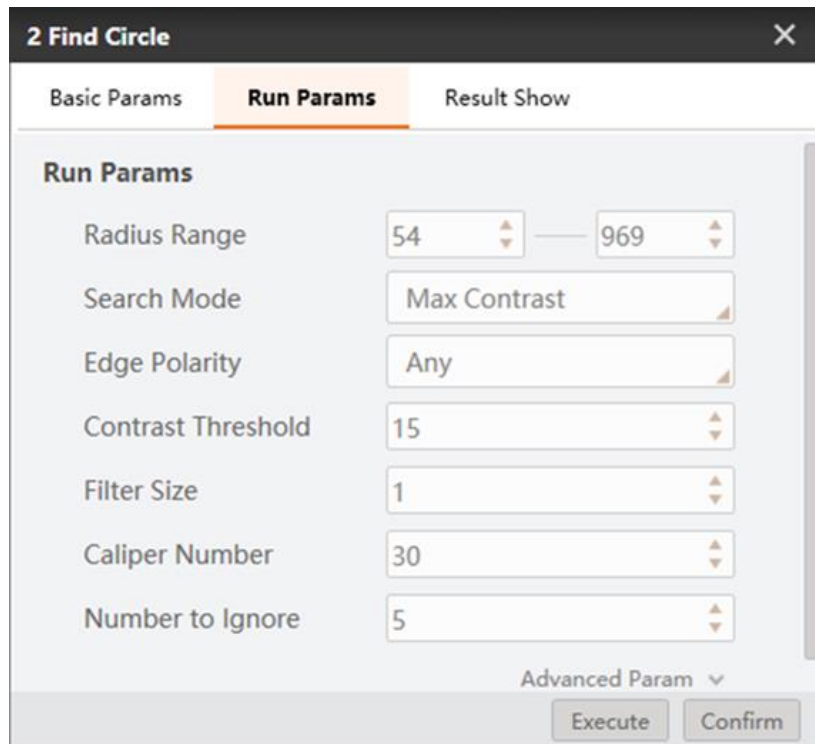 2 Find Circle
Basic Params Run Params Result Show
Run Params
Radius Range 54 969
Search Mode Max Contrast
Edge Polarity Any
Contrast Threshold 15
Filter Size 1
Caliper Number 30
Number to Ignore 5
Advanced Param
Execute Confirm